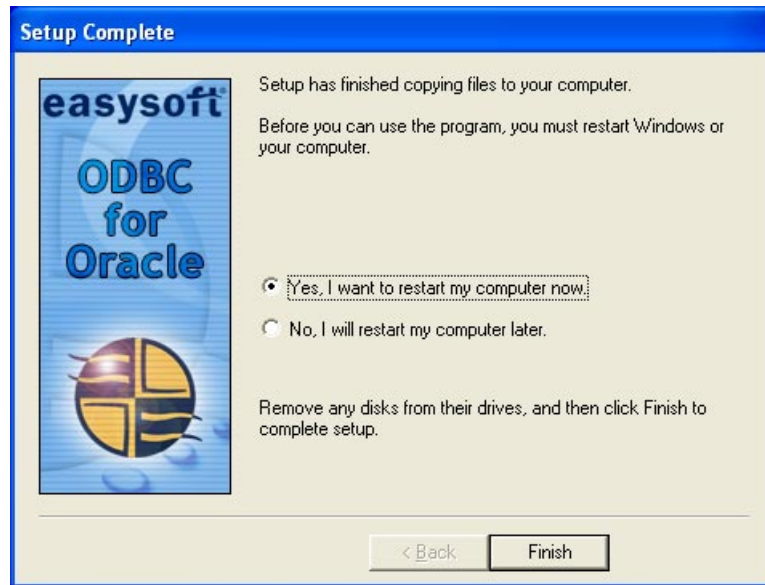 Setup Complete
easysoft
ODBC
for
Oracle
Setup has finished copying files to your computer.
Before you can use the program, you must restart Windows or
your computer.
Yes, I want to restart my computer now.
No, I will restart my computer later.
Remove any disks from their drives, and then click Finish to
complete setup.
< Back
Finish